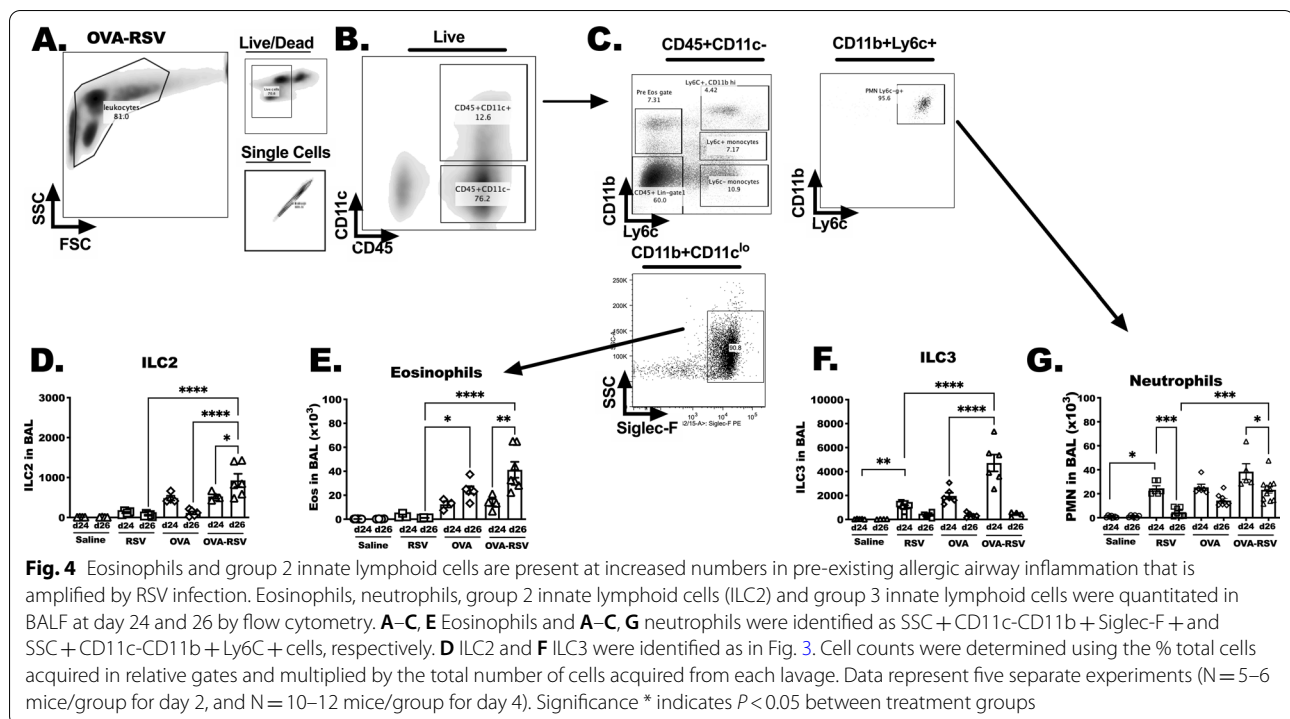 A.
OVA-RSV
leukocytes
81.0
SSC
FSC
Live/Dead
Single Cells
B.
Live
CD45+CD11c+
12.6
CD45+CD11c-
76.2
CD11c
CD45
C.
CD45+CD11c-
Pre Eos gate
7.31
Ly6C+, CD11b hi
4.42
Ly6c+ monocytes
7.17
Ly6c- monocytes
10.9
CD45+ Lin-gate1
60.0
CD11b
Ly6c
CD11b+Ly6c+
PMN Ly6c-g+
95.6
CD11b
Ly6c
CD11b+CD11c^lo
250K
200K
100K
90.8
SSC
10^3
10^4
10^5
Siglec-F
Siglec-F PE
D.
ILC2
ILC2 in BAL
3000
2000
1000
0
****
****
*
d24 d26 d24 d26 d24 d26 d24 d26
Saline RSV OVA OVA-RSV
E.
Eosinophils
Eos in BAL (x10^3)
100
80
60
40
20
0
****
*
**
d24 d26 d24 d26 d24 d26 d24 d26
Saline RSV OVA OVA-RSV
F.
ILC3
ILC3 in BAL
10000
8000
6000
4000
2000
0
****
****
**
d24 d26 d24 d26 d24 d26 d24 d26
Saline RSV OVA OVA-RSV
G.
Neutrophils
PMN in BAL (x10^3)
100
80
60
40
20
0
***
***
*
*
d24 d26 d24 d26 d24 d26 d24 d26
Saline RSV OVA OVA-RSV
Fig. 4 Eosinophils and group 2 innate lymphoid cells are present at increased numbers in pre-existing allergic airway inflammation that is
amplified by RSV infection. Eosinophils, neutrophils, group 2 innate lymphoid cells (ILC2) and group 3 innate lymphoid cells were quantitated in
BALF at day 24 and 26 by flow cytometry. A–C, E Eosinophils and A–C, G neutrophils were identified as SSC + CD11c-CD11b + Siglec-F + and
SSC + CD11c-CD11b + Ly6C + cells, respectively. D ILC2 and F ILC3 were identified as in Fig. 3. Cell counts were determined using the % total cells
acquired in relative gates and multiplied by the total number of cells acquired from each lavage. Data represent five separate experiments (N = 5–6
mice/group for day 2, and N = 10–12 mice/group for day 4). Significance * indicates P < 0.05 between treatment groups